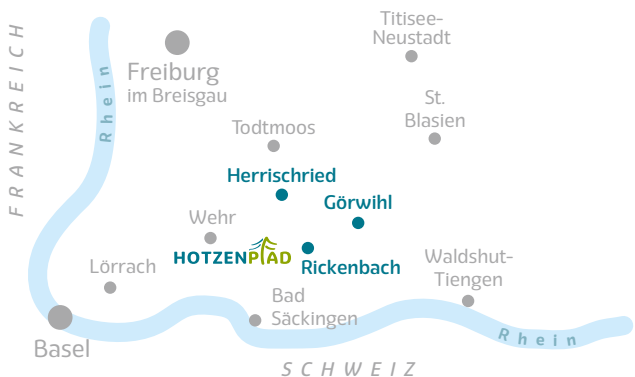 FRANKREICH
Rhein
Freiburg
im Breisgau
Titisee-
Neustadt
St.
Blasien
Todtmoos
Herrischried
Görwihl
Wehr
HOTZENPFAD
Rickenbach
Lörrach
Waldshut-
Tiengen
Bad
Säckingen
Basel
Rhein
SCHWEIZ